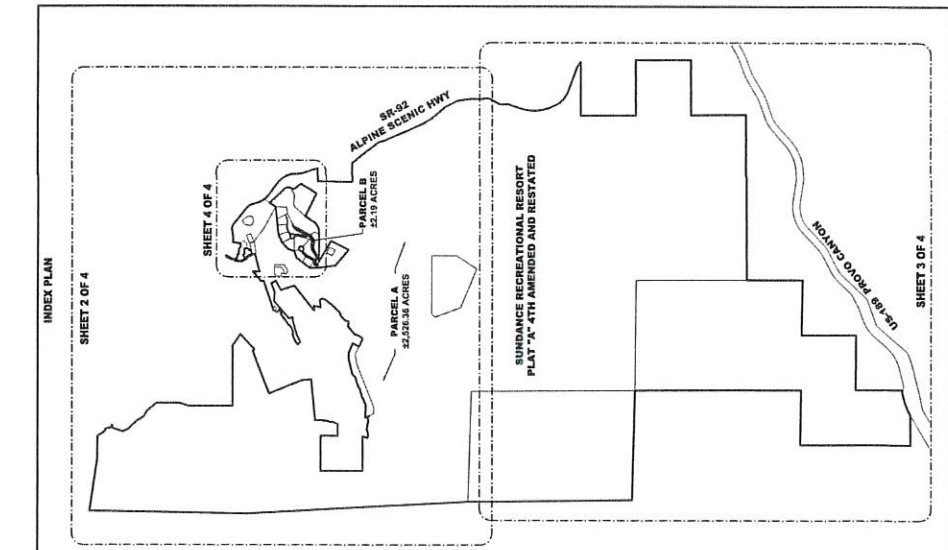 INDEX PLAN
SHEET 2 OF 4
SHEET 4 OF 4
SR-92
ALPINE SCENIC HWY
PARCEL B
±2.19 ACRES
PARCEL A
±2,526.36 ACRES
SUNDANCE RECREATIONAL RESORT
PLAT "A" 4TH AMENDED AND RESTATED
US-189 PROVO CANYON
SHEET 3 OF 4